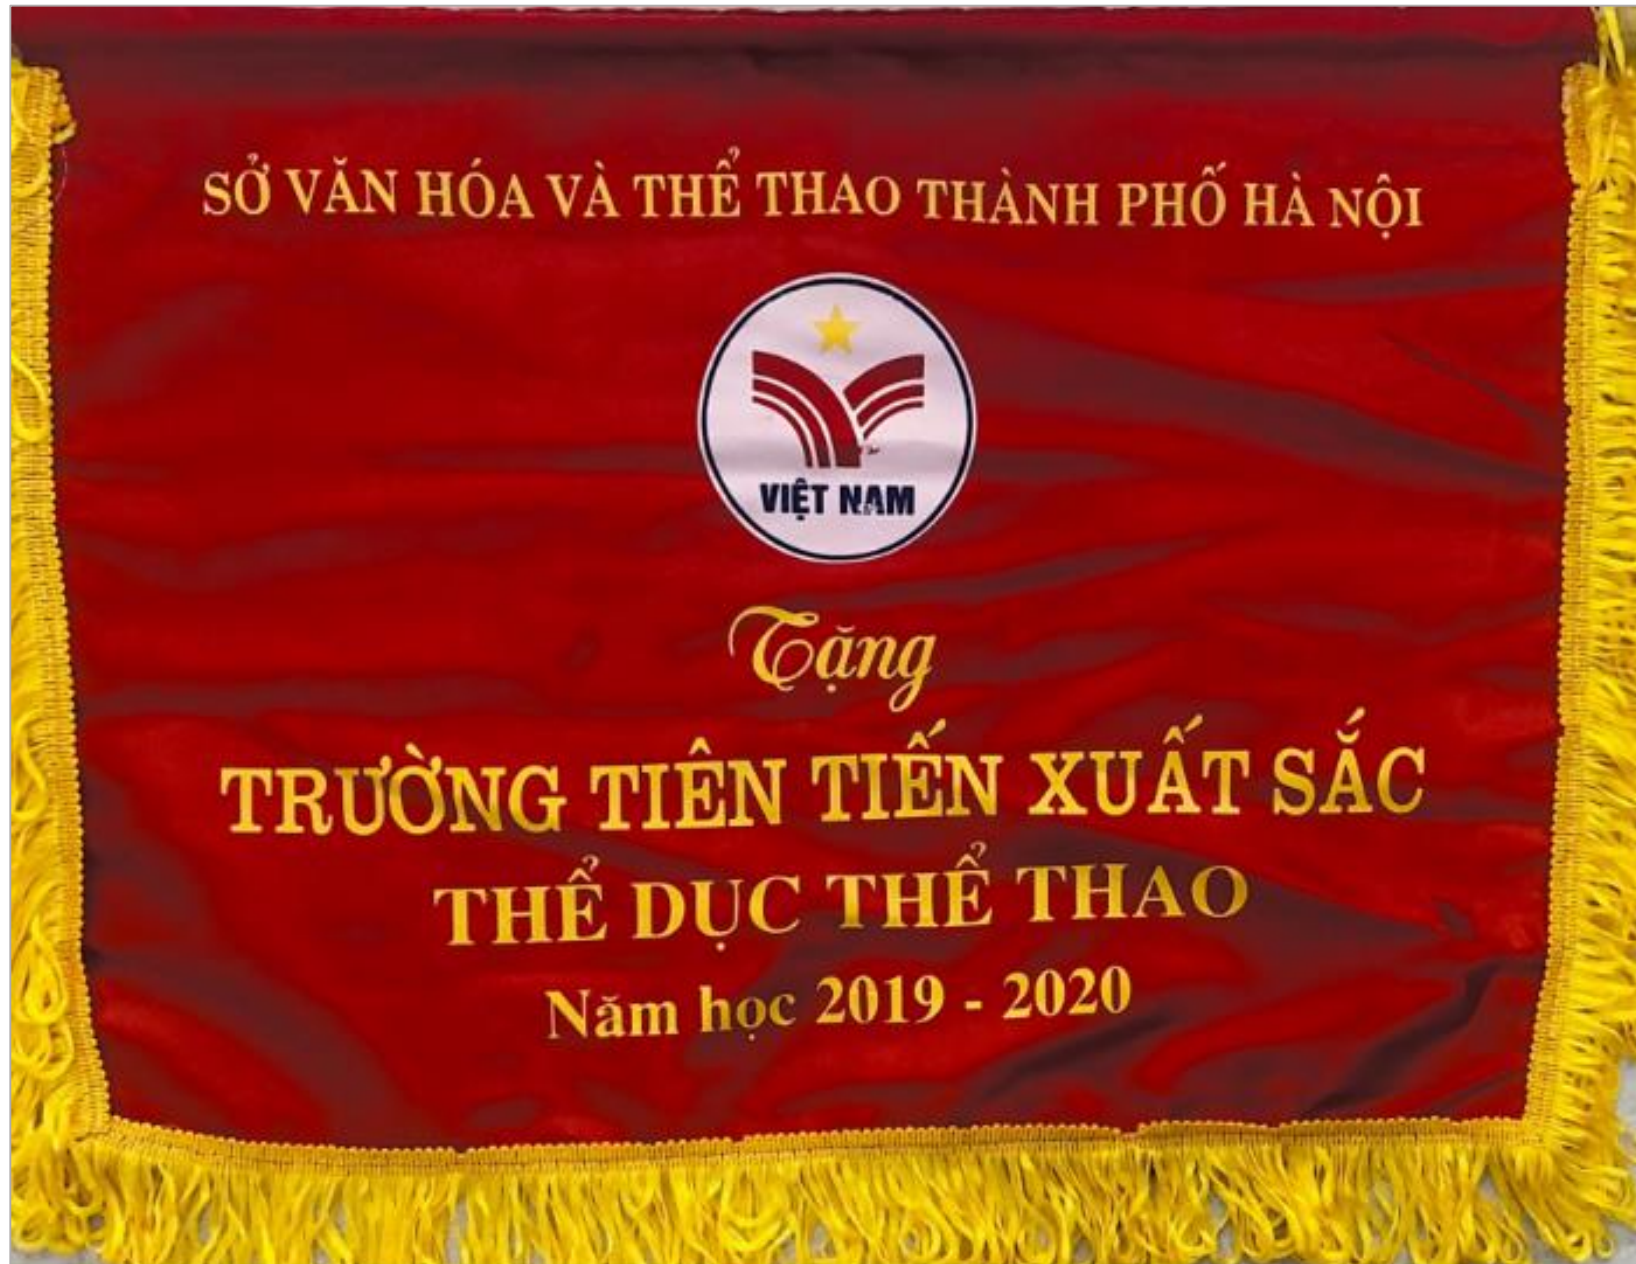 SỞ VĂN HÓA VÀ THỂ THAO THÀNH PHỐ HÀ NỘI
VIỆT NAM
Tặng
TRƯỜNG TIÊN TIẾN XUẤT SẮC
THỂ DỤC THỂ THAO
Năm học 2019 - 2020